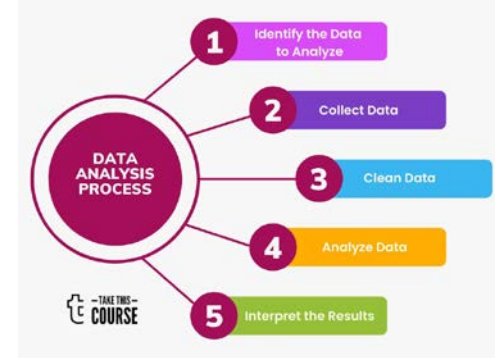 1
Identify the Data
to Analyze
2
Collect Data
DATA
ANALYSIS
PROCESS
3
Clean Data
4
Analyze Data
t
– TAKE THIS –
COURSE
5
Interpret the Results